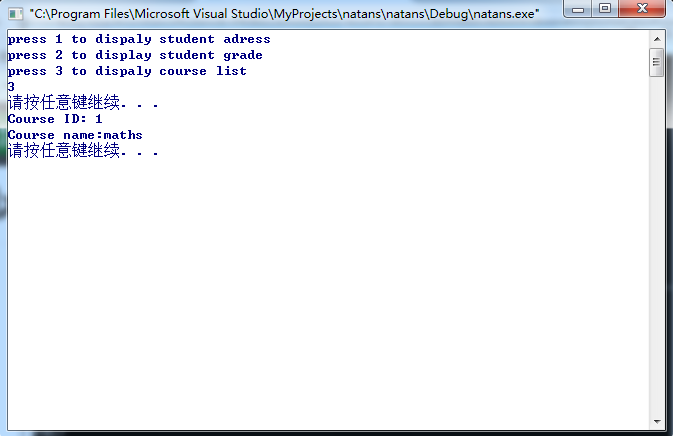 "C:\Program Files\Microsoft Visual Studio\MyProjects\natans\natans\Debug\natans.exe"
press 1 to dispaly student adress
press 2 to display student grade
press 3 to dispaly course list
3
请按任意键继续. . .
Course ID: 1
Course name:maths
请按任意键继续. . .